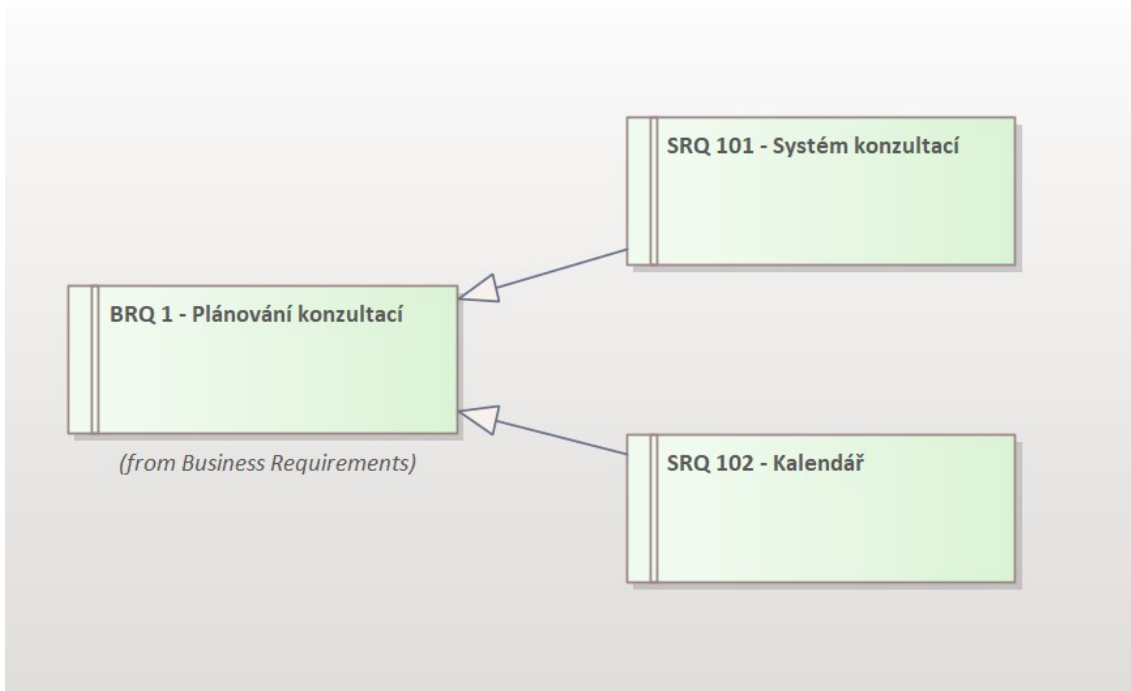 SRQ 101 - Systém konzultací
BRQ 1 - Plánování konzultací
(from Business Requirements)
SRQ 102 - Kalendář